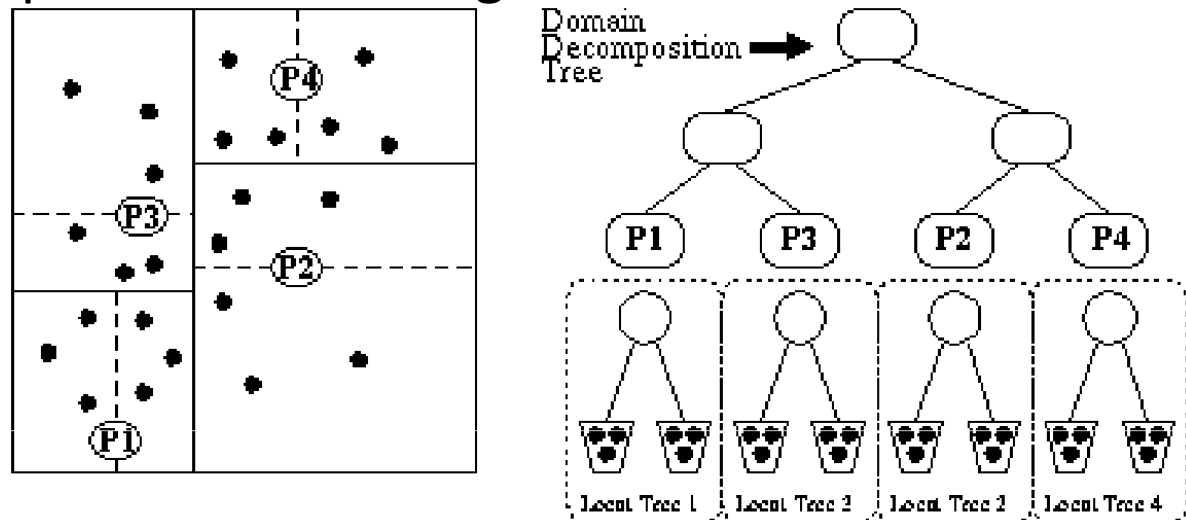 P4
P3
P2
P1
Domain
Decomposition
Tree
P1 P3 P2 P4
Local Tree 1 Local Tree 3 Local Tree 2 Local Tree 4